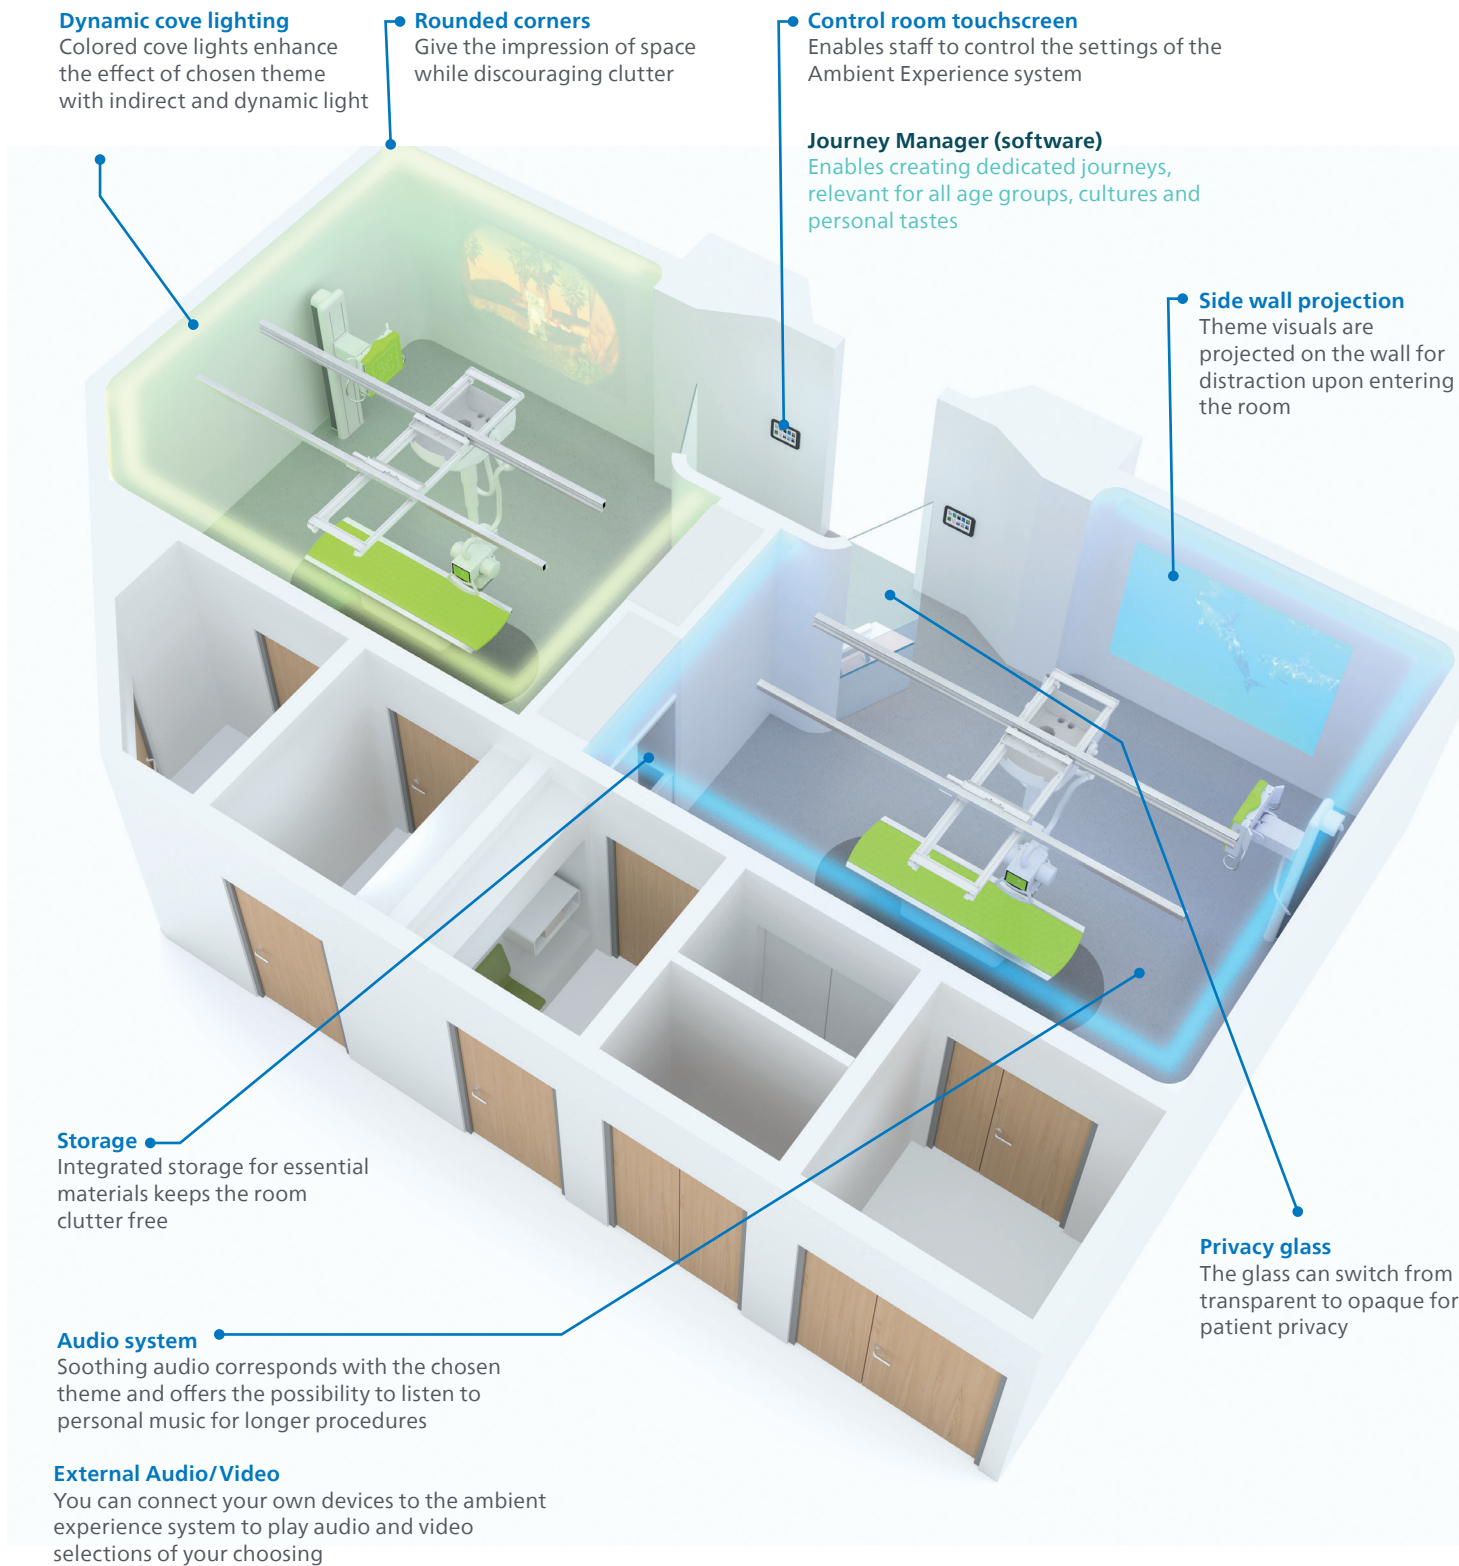 Dynamic cove lighting
Colored cove lights enhance
the effect of chosen theme
with indirect and dynamic light
Rounded corners
Give the impression of space
while discouraging clutter
Control room touchscreen
Enables staff to control the settings of the
Ambient Experience system
Journey Manager (software)
Enables creating dedicated journeys,
relevant for all age groups, cultures and
personal tastes
Side wall projection
Theme visuals are
projected on the wall for
distraction upon entering
the room
Storage
Integrated storage for essential
materials keeps the room
clutter free
Privacy glass
The glass can switch from
transparent to opaque for
patient privacy
Audio system
Soothing audio corresponds with the chosen
theme and offers the possibility to listen to
personal music for longer procedures
External Audio/Video
You can connect your own devices to the ambient
experience system to play audio and video
selections of your choosing